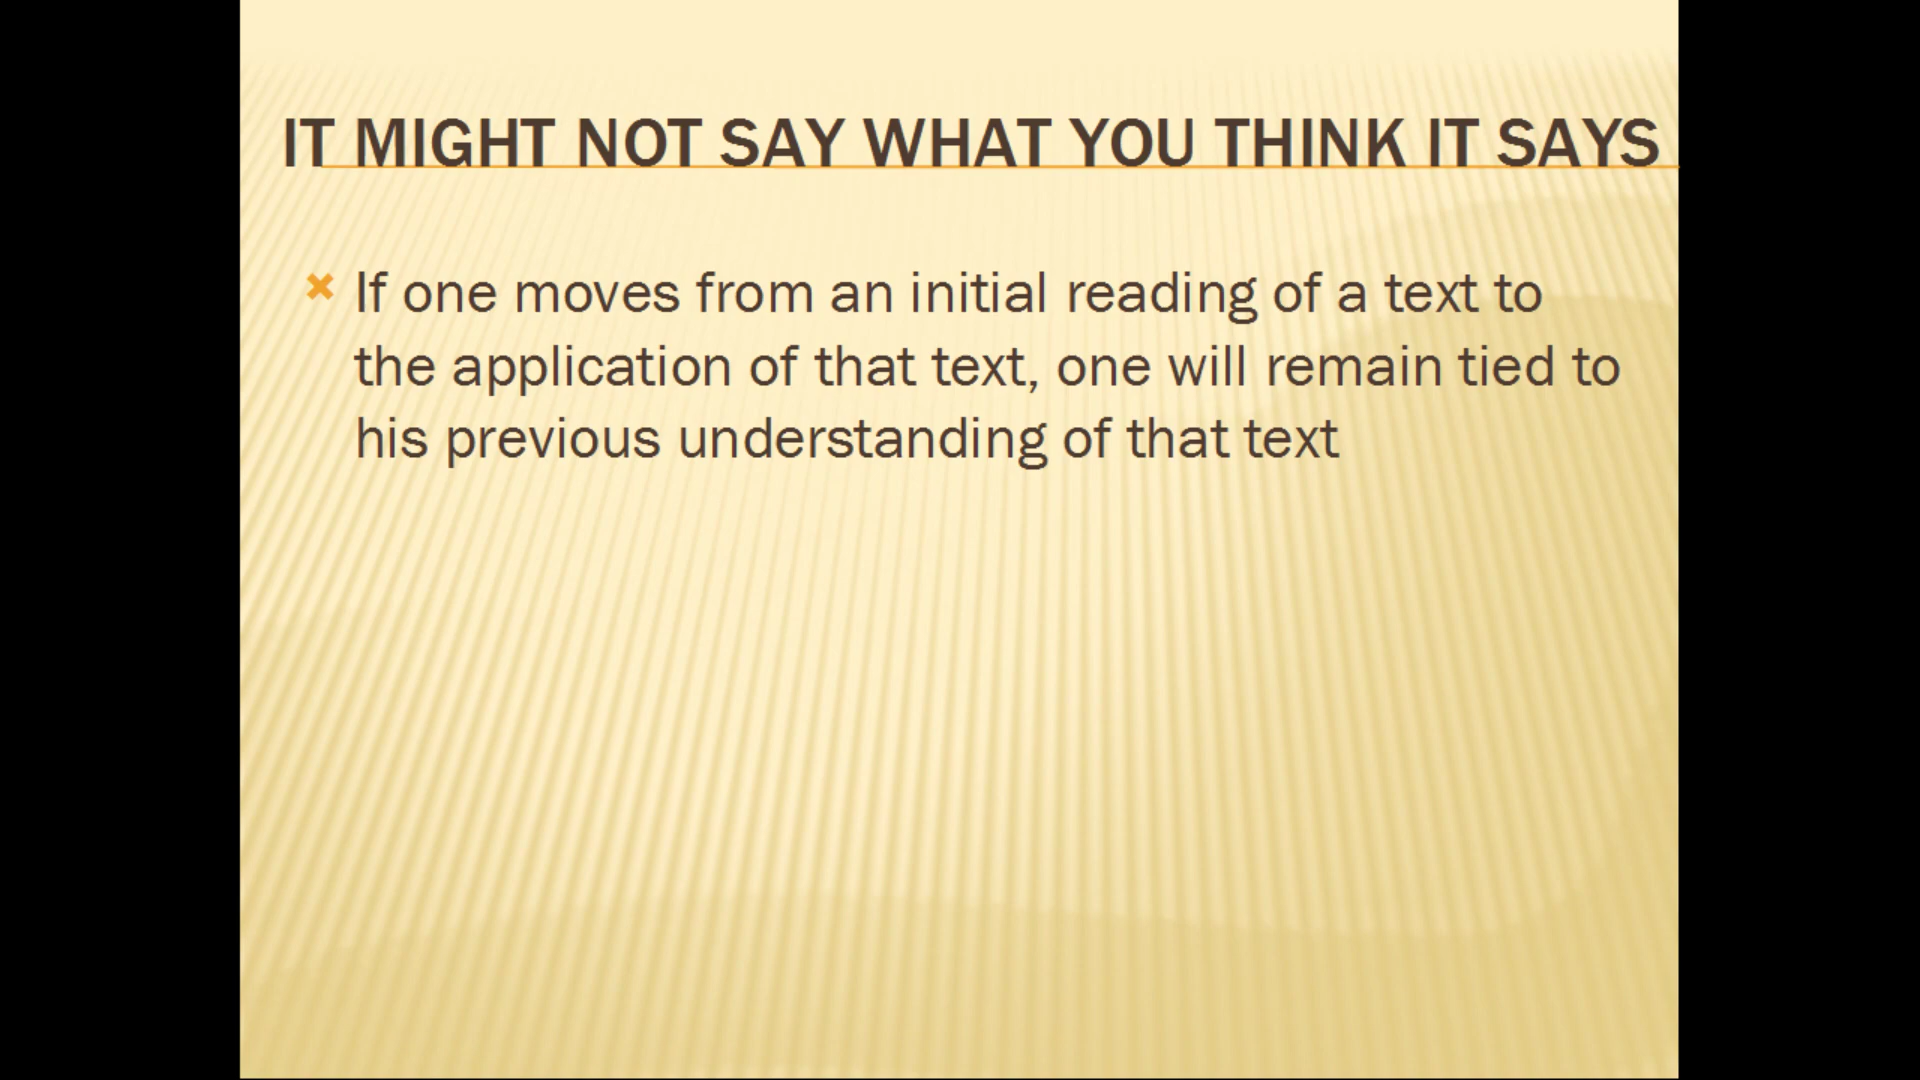 IT MIGHT NOT SAY WHAT YOU THINK IT SAYS
If one moves from an initial reading of a text to
the application of that text, one will remain tied to
his previous understanding of that text